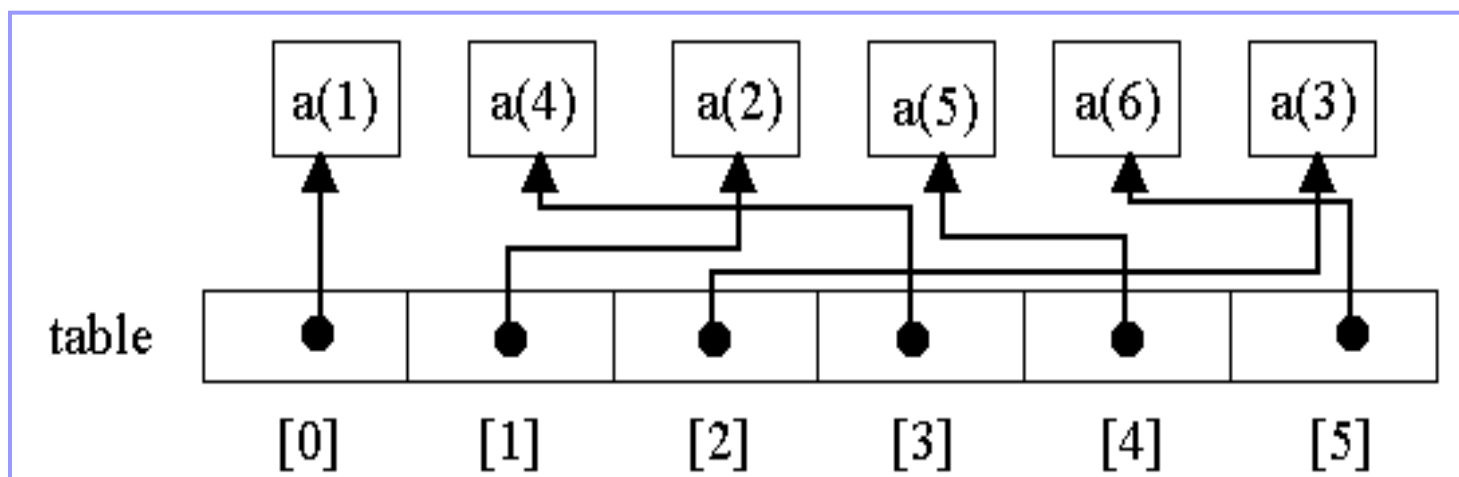 a(1) a(4) a(2) a(5) a(6) a(3)
table
[0] [1] [2] [3] [4] [5]